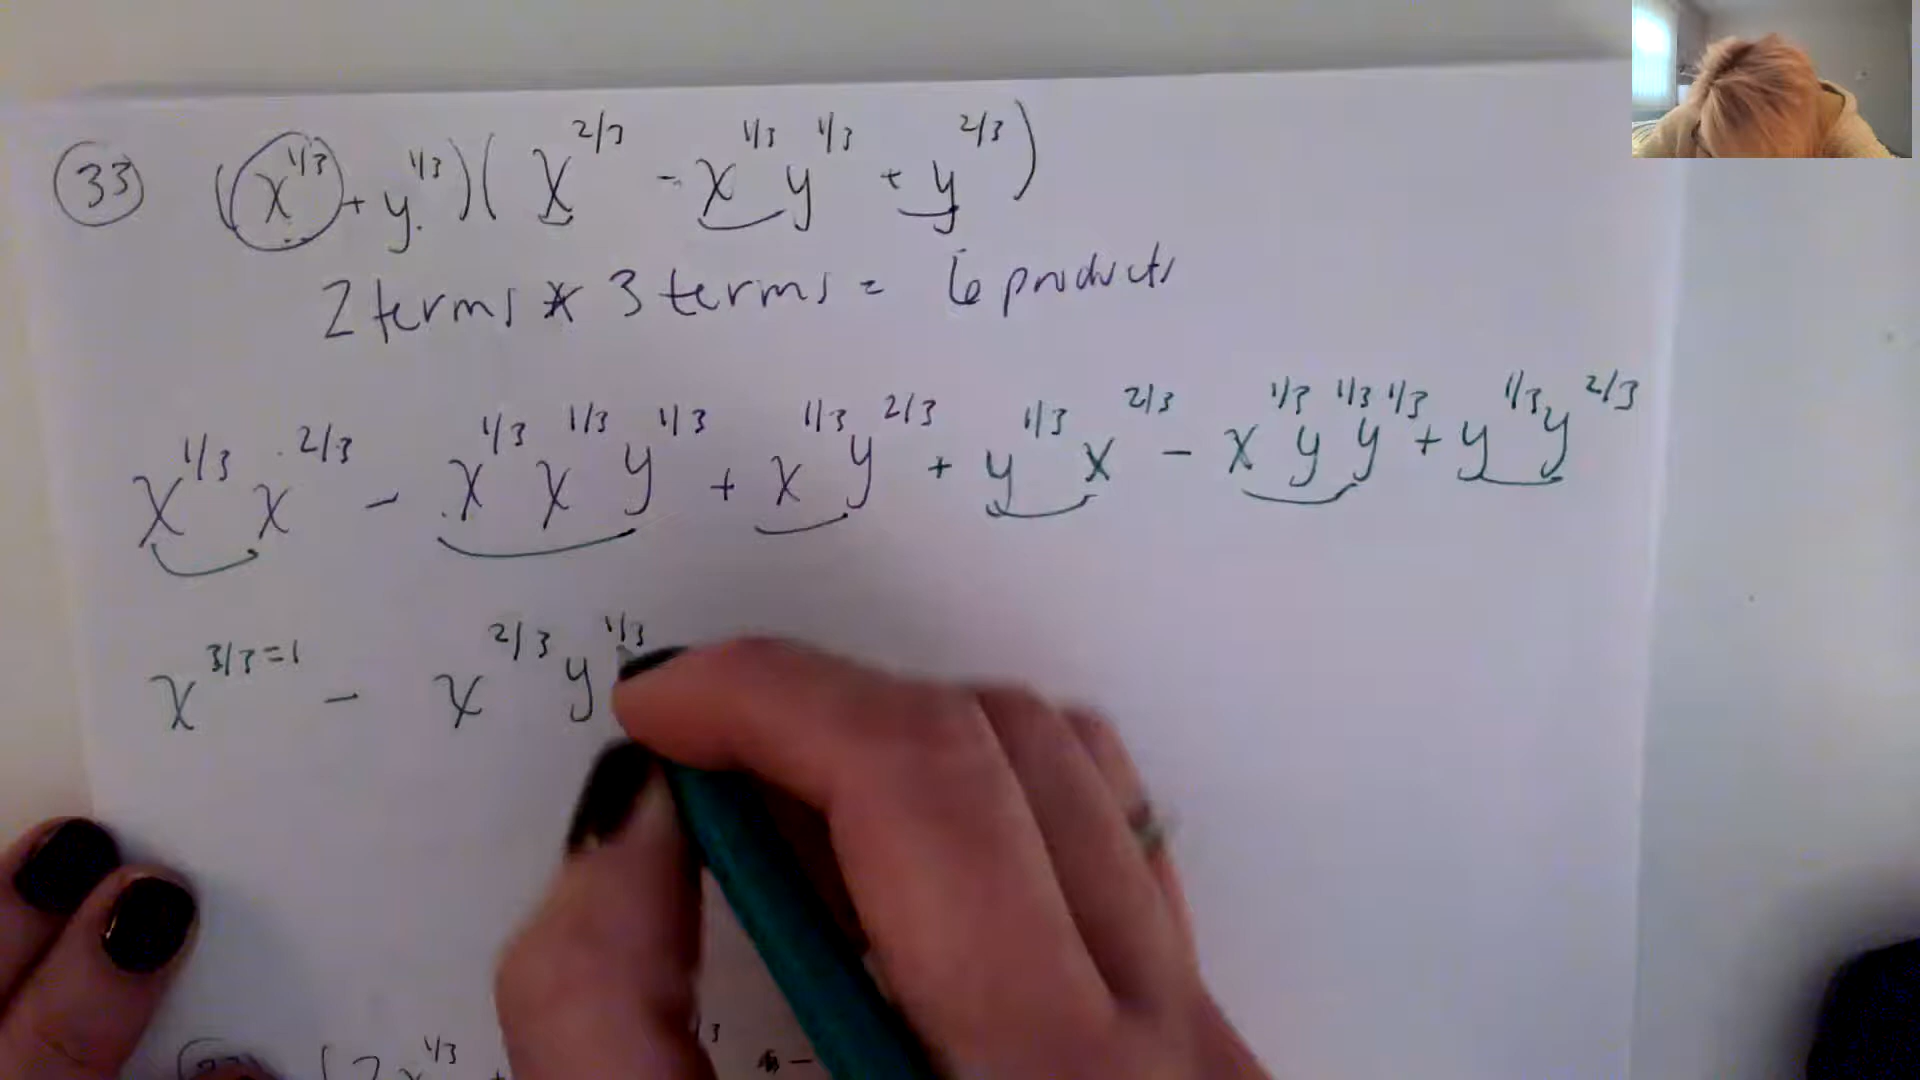 33 (x^1/3 + y^1/3)(x^2/3 - x^1/3 y^1/3 + y^2/3)
2 terms * 3 terms = 6 products
x^1/3 x^2/3 - x^1/3 x^1/3 y^1/3 + x^1/3 y^2/3 + y^1/3 x^2/3 - x^1/3 y^1/3 y^1/3 + y^1/3 y^2/3
x^3/3=1 - x^2/3 y^1/3